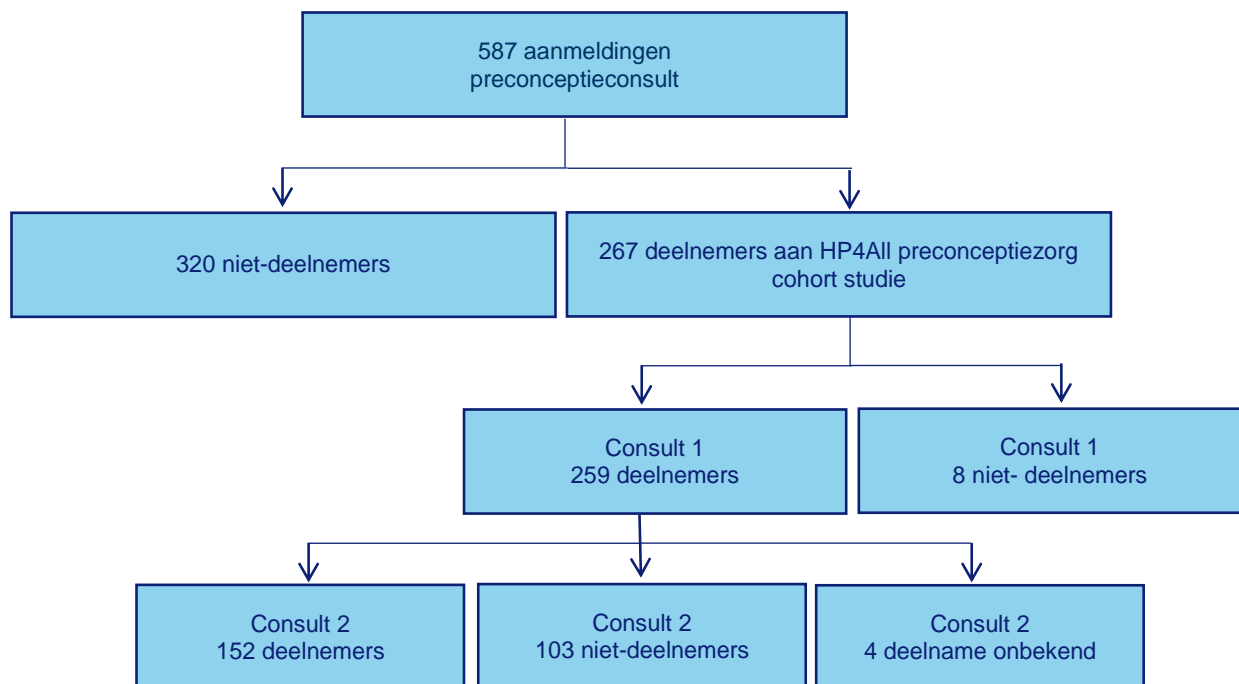 587 aanmeldingen
preconceptieconsult
320 niet-deelnemers
267 deelnemers aan HP4All preconceptiezorg
cohort studie
Consult 1
259 deelnemers
Consult 1
8 niet- deelnemers
Consult 2
152 deelnemers
Consult 2
103 niet-deelnemers
Consult 2
4 deelname onbekend